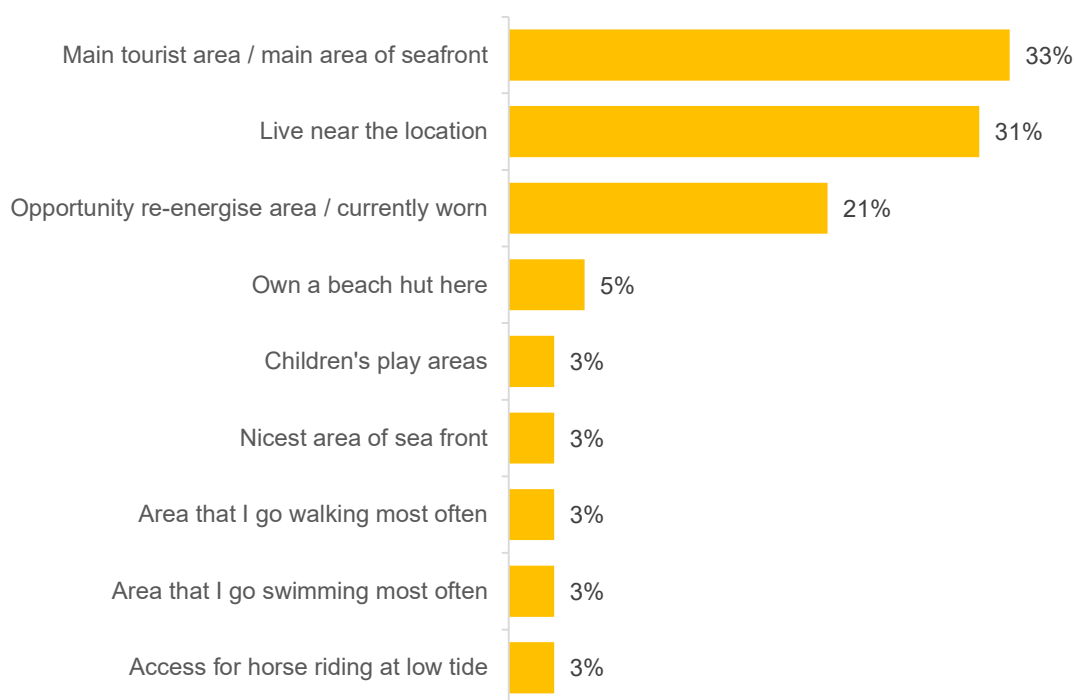 Main tourist area / main area of seafront 33%
Live near the location 31%
Opportunity re-energise area / currently worn 21%
Own a beach hut here 5%
Children's play areas 3%
Nicest area of sea front 3%
Area that I go walking most often 3%
Area that I go swimming most often 3%
Access for horse riding at low tide 3%